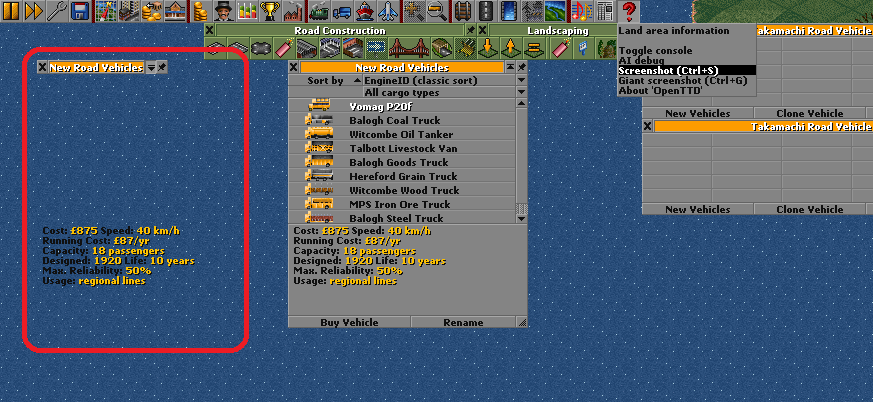 Road Construction
Landscaping
Land area information
Toggle console
AI debug
Screenshot (Ctrl+S)
Giant screenshot (Ctrl+G)
About 'OpenTTD'
Takamachi Road Vehicle
New Vehicles
Clone Vehicle
Takamachi Road Vehicle
New Vehicles
Clone Vehicle
New Road Vehicles
Cost: £875 Speed: 40 km/h
Running Cost: £87/yr
Capacity: 18 passengers
Designed: 1920 Life: 10 years
Max. Reliability: 50%
Usage: regional lines
New Road Vehicles
Sort by
EngineID (classic sort)
All cargo types
Vomag P20f
Balogh Coal Truck
Witcombe Oil Tanker
Talbott Livestock Van
Balogh Goods Truck
Hereford Grain Truck
Witcombe Wood Truck
MPS Iron Ore Truck
Balogh Steel Truck
Cost: £875 Speed: 40 km/h
Running Cost: £87/yr
Capacity: 18 passengers
Designed: 1920 Life: 10 years
Max. Reliability: 50%
Usage: regional lines
Buy Vehicle
Rename